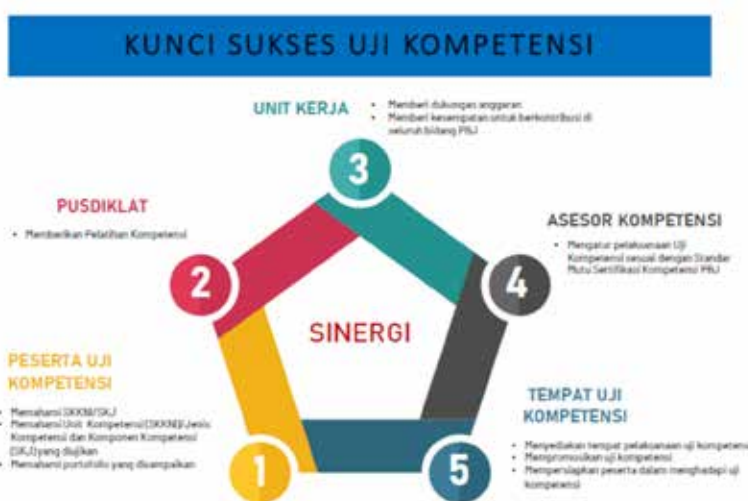 KUNCI SUKSES UJI KOMPETENSI
UNIT KERJA
• Memberi dukungan anggaran
• Memberi kesempatan untuk berkontribusi di
seluruh bidang PBJ
3
PUSDIKLAT
• Memberikan Pelatihan Kompetensi
2
ASESOR KOMPETENSI
• Mengatur pelaksanaan Uji
Kompetensi sesuai dengan Standar
Mutu Sertifikasi Kompetensi PBJ
4
SINERGI
PESERTA UJI
KOMPETENSI
• Memahami SKKNI/SKJ
• Memahami Unit Kompetensi(SKKNI)/Jenis
Kompetensi dan Komponen Kompetensi
(SKJ)yang diujikan
• Memahami portofolio yang disampaikan
1
TEMPAT UJI
KOMPETENSI
• Menyediakan tempat pelaksanaan uji kompetensi
• Mempromosikan uji kompetensi
• Mempersiapkan peserta dalam menghadapi uji
kompetensi
5